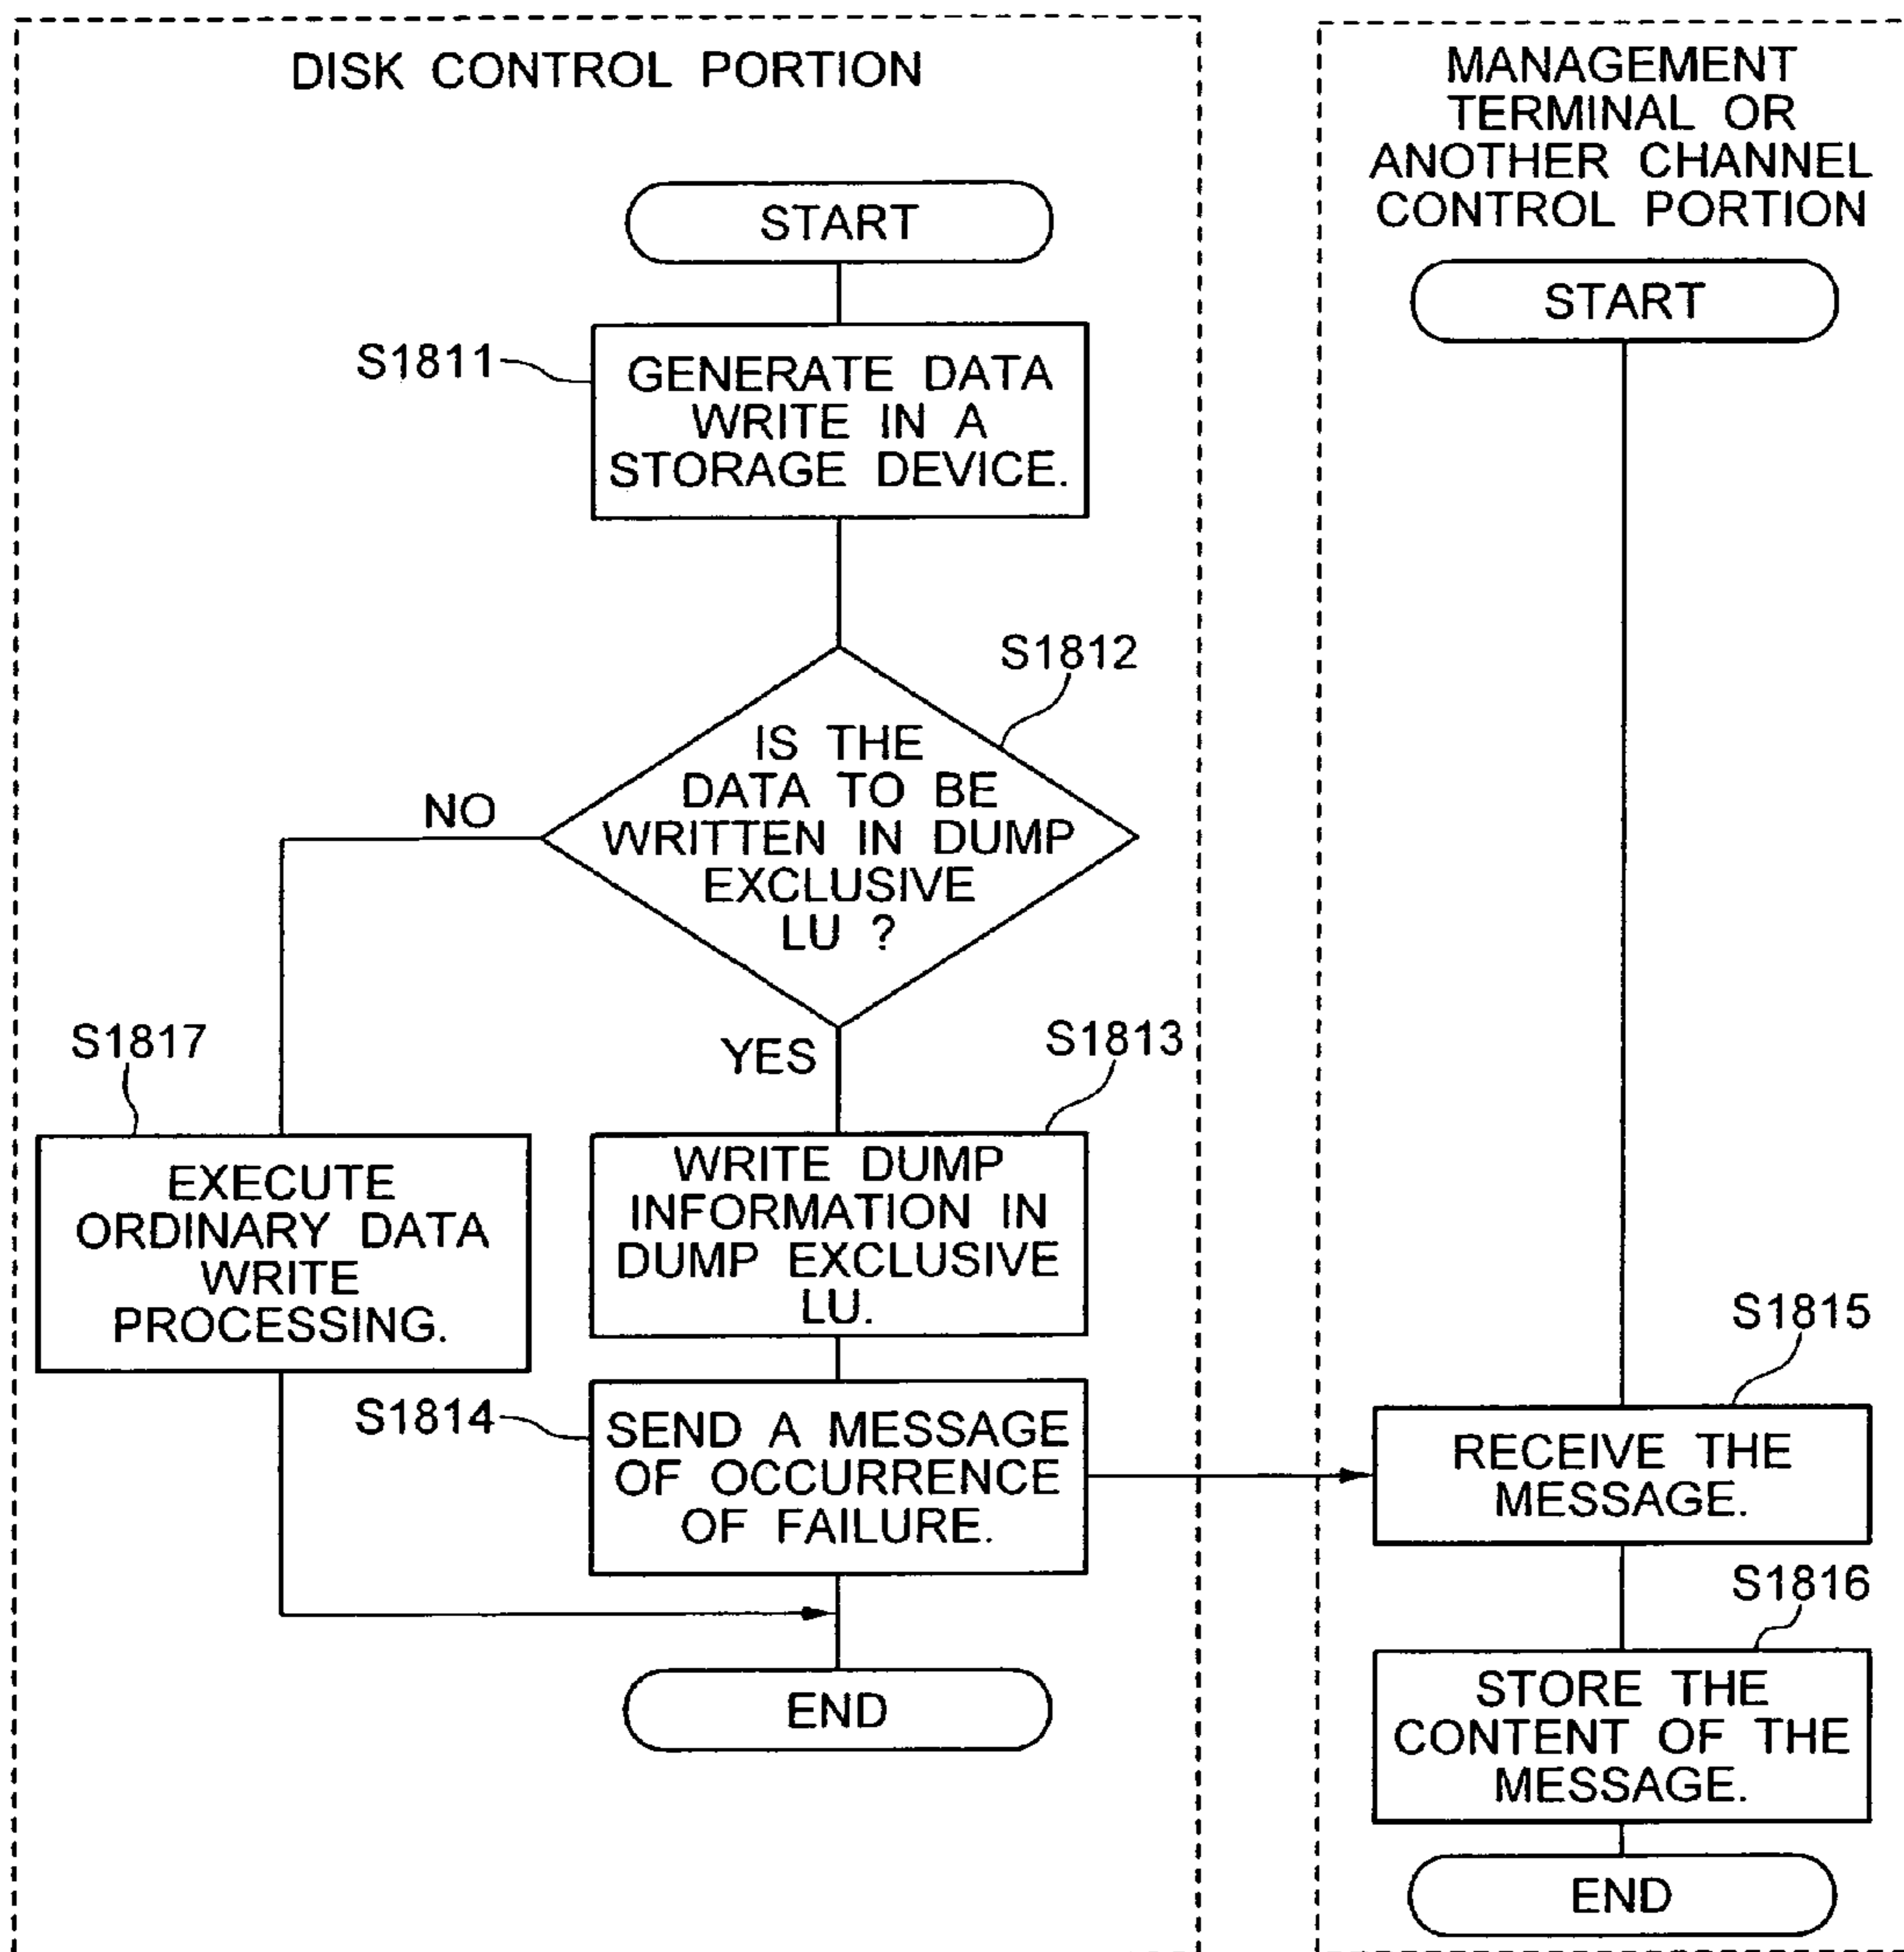 DISK CONTROL PORTION
START
S1811
GENERATE DATA
WRITE IN A
STORAGE DEVICE.
S1812
IS THE
DATA TO BE
WRITTEN IN DUMP
EXCLUSIVE
LU ?
NO
YES
S1817
EXECUTE
ORDINARY DATA
WRITE
PROCESSING.
S1813
WRITE DUMP
INFORMATION IN
DUMP EXCLUSIVE
LU.
S1814
SEND A MESSAGE
OF OCCURRENCE
OF FAILURE.
END
MANAGEMENT
TERMINAL OR
ANOTHER CHANNEL
CONTROL PORTION
START
S1815
RECEIVE THE
MESSAGE.
S1816
STORE THE
CONTENT OF THE
MESSAGE.
END